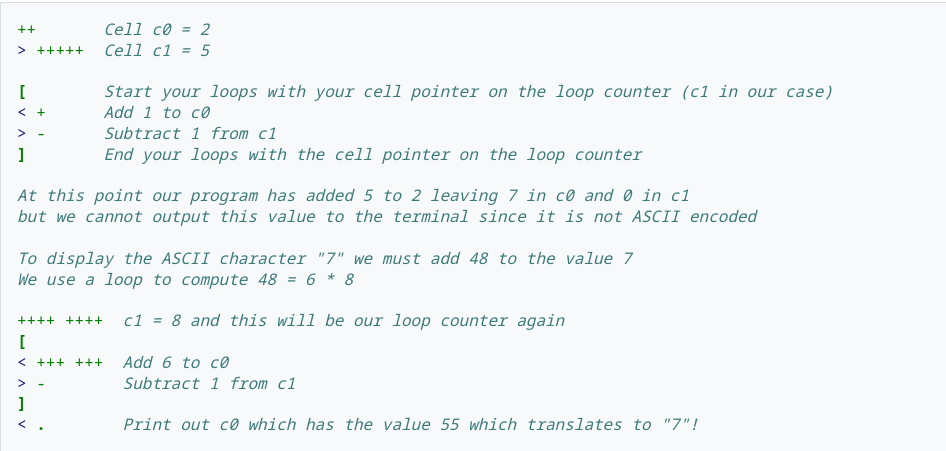 ++       Cell c0 = 2
> +++++  Cell c1 = 5
[        Start your loops with your cell pointer on the loop counter (c1 in our case)
< +      Add 1 to c0
> -      Subtract 1 from c1
]        End your loops with the cell pointer on the loop counter
At this point our program has added 5 to 2 leaving 7 in c0 and 0 in c1
but we cannot output this value to the terminal since it is not ASCII encoded
To display the ASCII character "7" we must add 48 to the value 7
We use a loop to compute 48 = 6 * 8
++++ ++++  c1 = 8 and this will be our loop counter again
[
< +++ +++  Add 6 to c0
> -        Subtract 1 from c1
]
< .        Print out c0 which has the value 55 which translates to "7"!